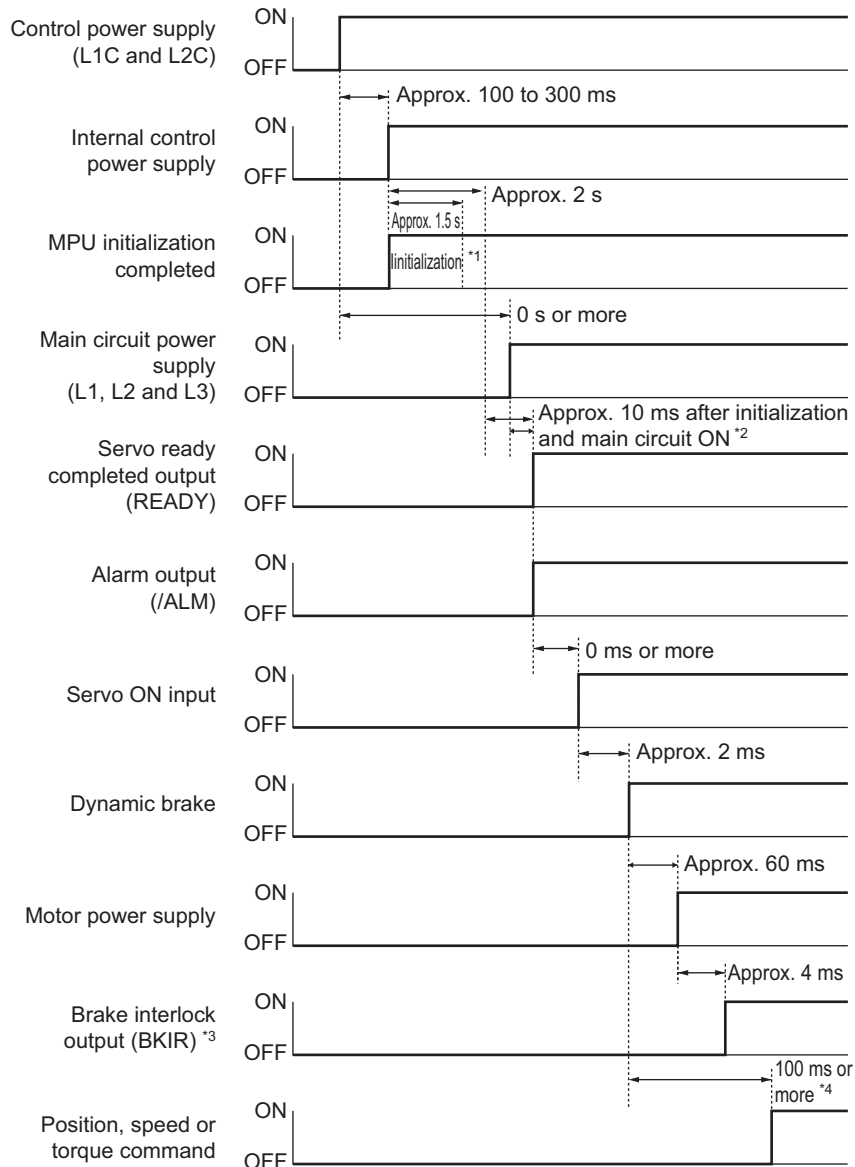 ON
Control power supply
(L1C and L2C)
OFF
Approx. 100 to 300 ms
ON
Internal control
power supply
OFF
Approx. 2 s
Approx. 1.5 s
ON
MPU initialization
completed
Iinitialization *1
OFF
0 s or more
ON
Main circuit power
supply
(L1, L2 and L3)
OFF
Approx. 10 ms after initialization
and main circuit ON *2
ON
Servo ready
completed output
(READY)
OFF
ON
Alarm output
(/ALM)
OFF
0 ms or more
ON
Servo ON input
OFF
Approx. 2 ms
ON
Dynamic brake
OFF
Approx. 60 ms
ON
Motor power supply
OFF
Approx. 4 ms
ON
Brake interlock
output (BKIR) *3
OFF
100 ms or
more *4
ON
Position, speed or
torque command
OFF